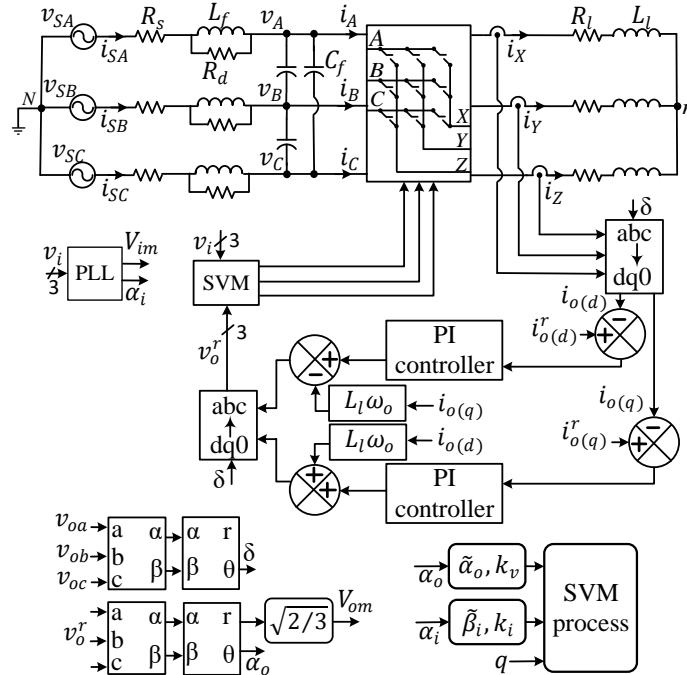 v_SA R_s L_f v_A i_A R_l L_l
i_SA R_d C_f A i_X
N v_SB v_B i_B B n
i_SB C X i_Y
v_SC v_C i_C Y
i_SC Z i_Z
δ
abc
dq0
v_i 3 PLL V_im α_i
v_i 3
SVM
v_o^r 3
i_o(d)
i_o(d)^r − +
PI
controller
+ −
L_l ω_o i_o(q)
L_l ω_o i_o(d)
abc
dq0
δ
+ +
PI
controller
i_o(q)
i_o(q)^r − +
v_oa a α α r
v_ob b δ
v_oc c β β θ
a α α r √2/3 V_om
v_o^r b
c β β θ α_o
α_o α̃_o, k_v
α_i β̃_i, k_i
q
SVM
process